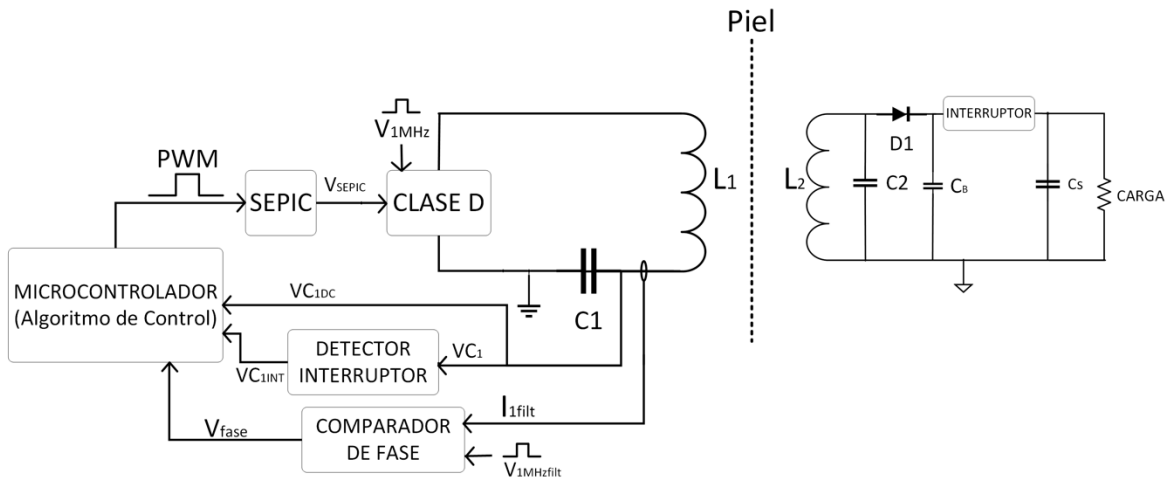 Piel
V1MHz
PWM
SEPIC
VSEPIC
CLASE D
L1
L2
D1
INTERRUPTOR
C2
CB
Cs
CARGA
MICROCONTROLADOR
(Algoritmo de Control)
VC1DC
C1
DETECTOR
INTERRUPTOR
VC1
VC1INT
I1filt
Vfase
COMPARADOR
DE FASE
V1MHzfilt